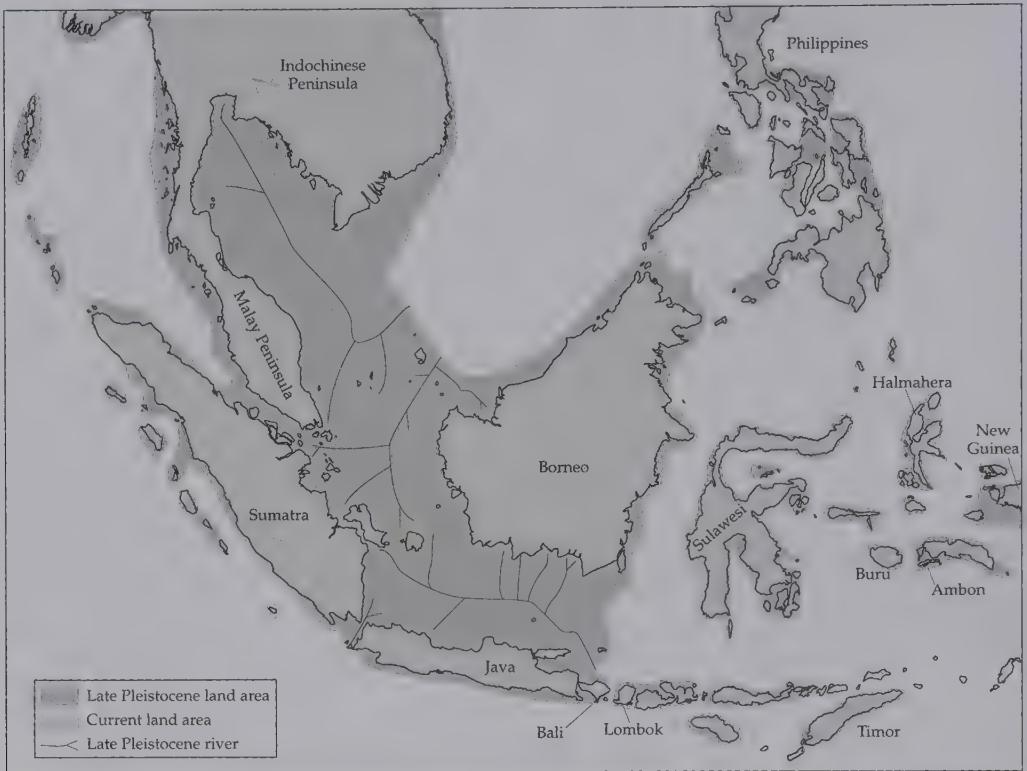 Philippines
Indochinese
Peninsula
Malay Peninsula
Halmahera
New
Guinea
Borneo
Sumatra
Sulawesi
Buru
Ambon
Java
Bali
Lombok
Timor
Late Pleistocene land area
Current land area
Late Pleistocene river